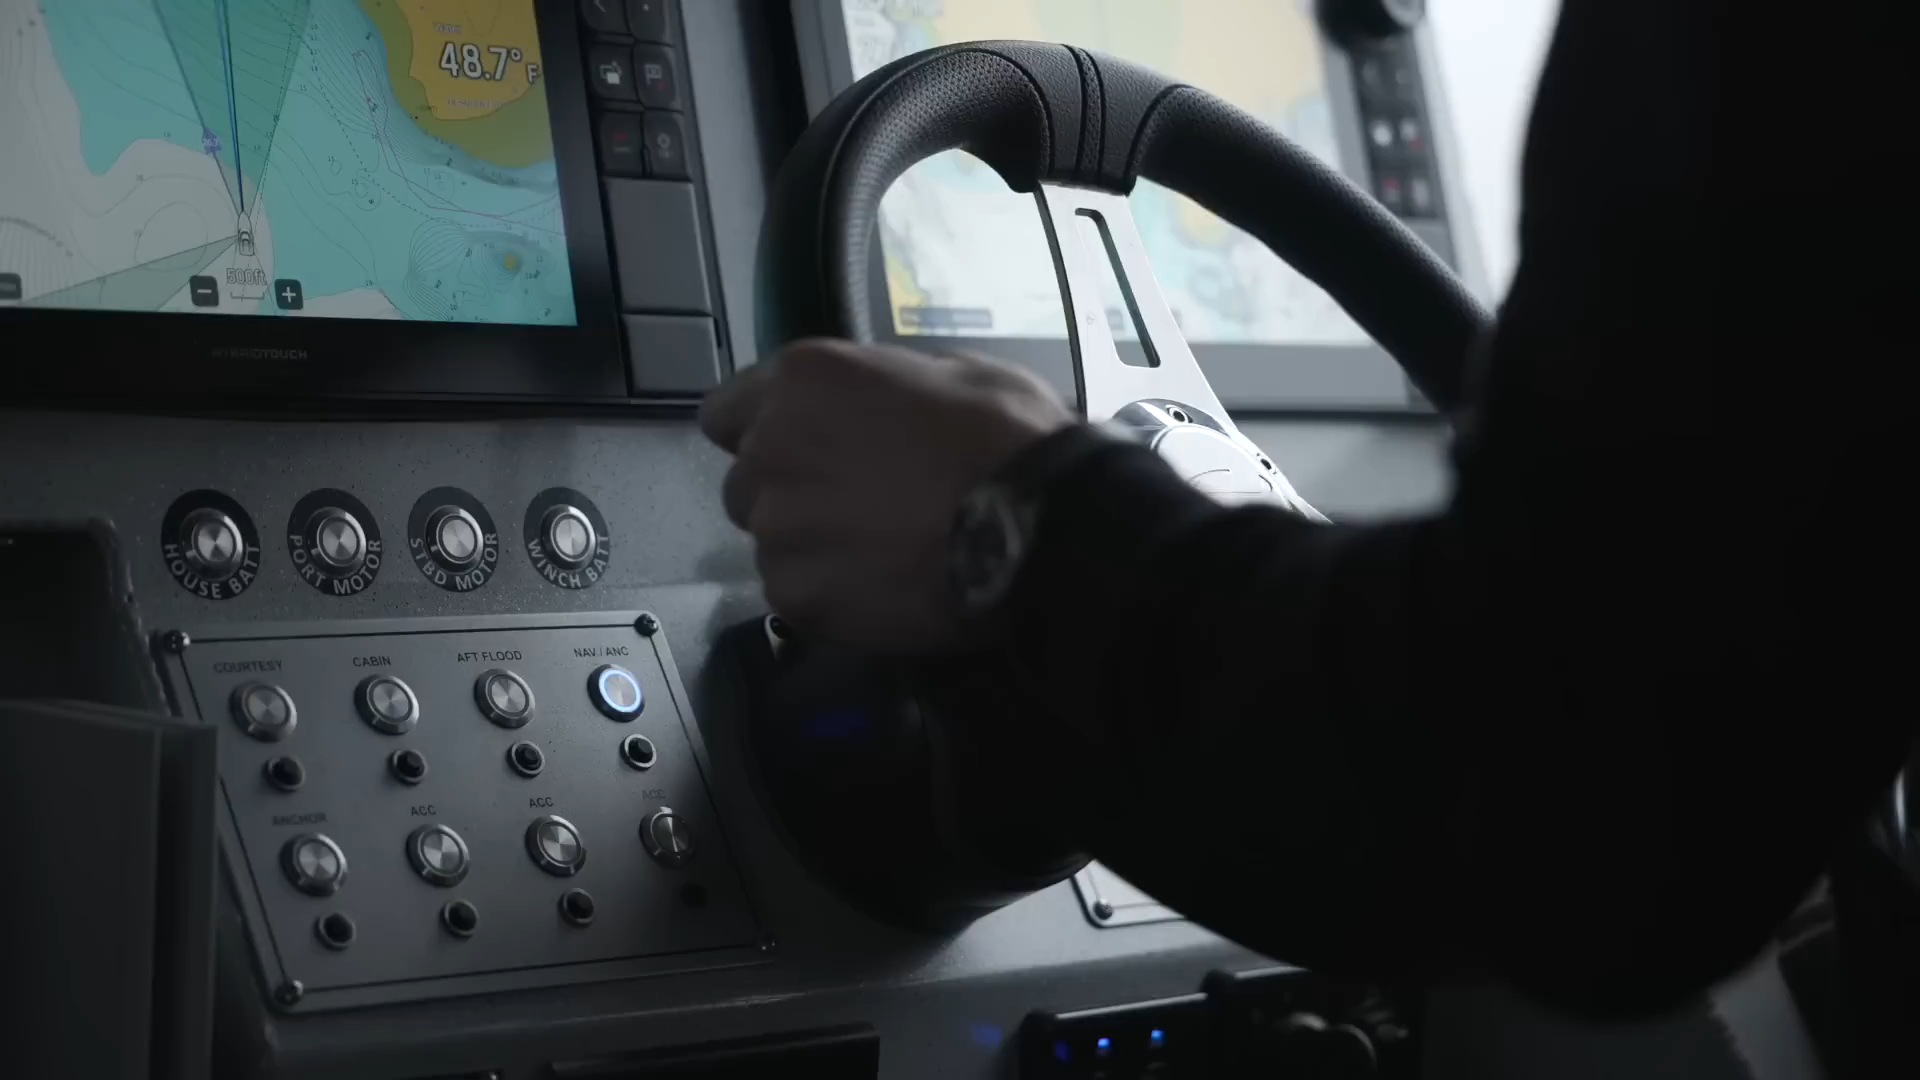 Water
48.7° F
500ft
HYBRIDTOUCH
HOUSE BATT
PORT MOTOR
STBD MOTOR
WINCH BATT
COURTESY
CABIN
AFT FLOOD
NAV / ANC
ANCHOR
ACC
ACC
ACC